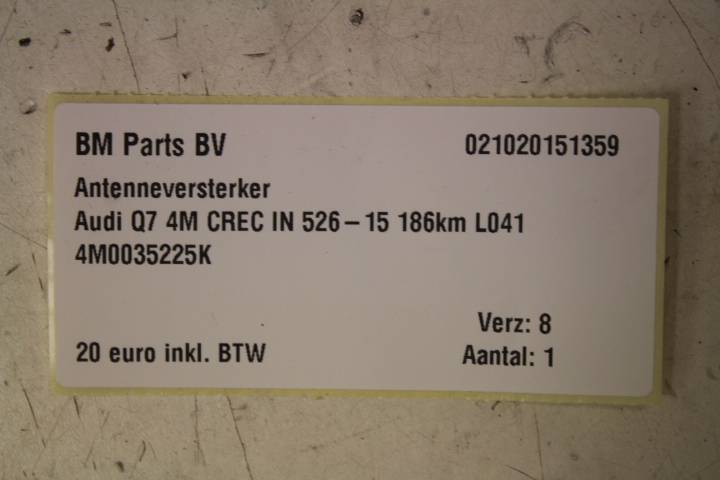 BM Parts BV 021020151359
Antenneversterker
Audi Q7 4M CREC IN 526-15 186km L041
4M0035225K
Verz: 8
20 euro inkl. BTW Aantal: 1